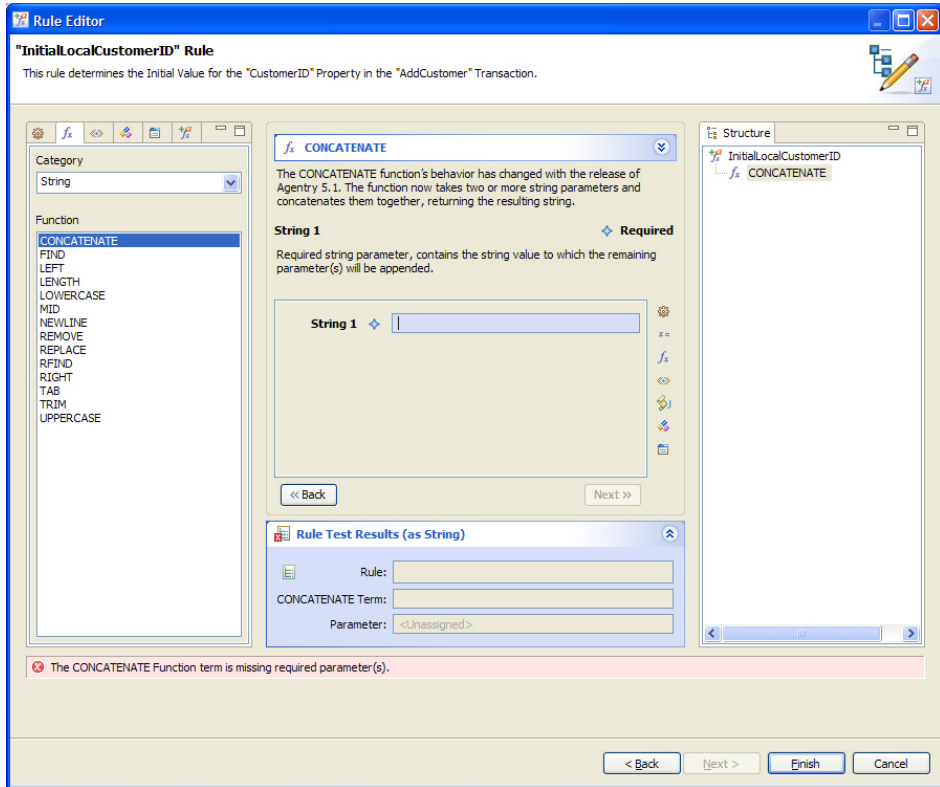 Rule Editor
"InitialLocalCustomerID" Rule
This rule determines the Initial Value for the "CustomerID" Property in the "AddCustomer" Transaction.
Category
String
Function
CONCATENATE
FIND
LEFT
LENGTH
LOWERCASE
MID
NEWLINE
REMOVE
REPLACE
RFIND
RIGHT
TAB
TRIM
UPPERCASE
fx CONCATENATE
The CONCATENATE function's behavior has changed with the release of
Agentry 5.1. The function now takes two or more string parameters and
concatenates them together, returning the resulting string.
String 1 Required
Required string parameter, contains the string value to which the remaining
parameter(s) will be appended.
String 1
x =
fx
<< Back Next >>
Rule Test Results (as String)
Rule:
CONCATENATE Term:
Parameter: <Unassigned>
Structure
InitialLocalCustomerID
fx CONCATENATE
The CONCATENATE Function term is missing required parameter(s).
< Back Next > Finish Cancel